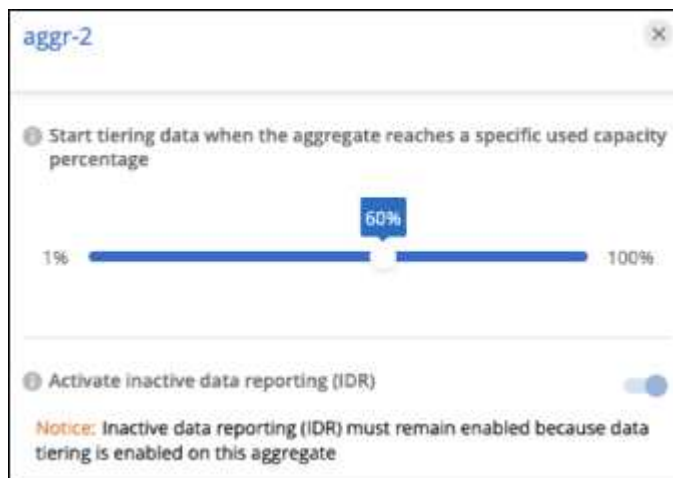 aggr-2
Start tiering data when the aggregate reaches a specific used capacity
percentage
60%
1%
100%
Activate inactive data reporting (IDR)
Notice: Inactive data reporting (IDR) must remain enabled because data
tiering is enabled on this aggregate